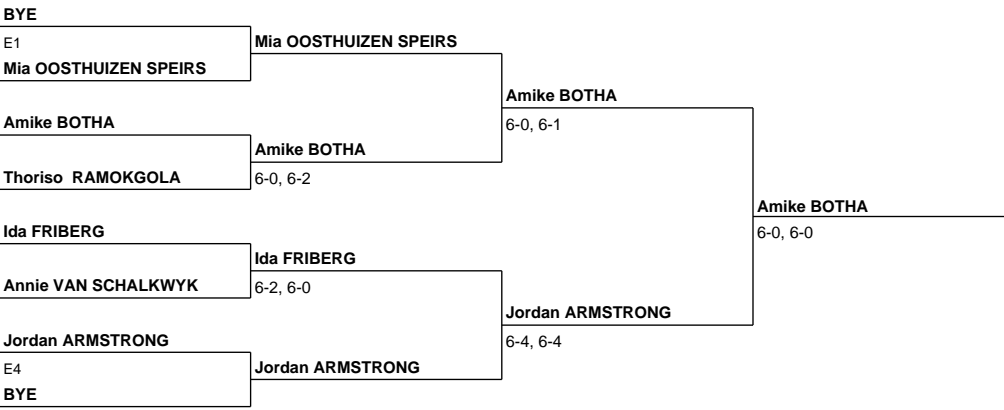 BYE
E1
Mia OOSTHUIZEN SPEIRS
Amike BOTHA
Thoriso RAMOKGOLA
Ida FRIBERG
Annie VAN SCHALKWYK
Jordan ARMSTRONG
E4
BYE
Mia OOSTHUIZEN SPEIRS
Amike BOTHA
6-0, 6-2
Ida FRIBERG
6-2, 6-0
Jordan ARMSTRONG
Amike BOTHA
6-0, 6-1
Jordan ARMSTRONG
6-4, 6-4
Amike BOTHA
6-0, 6-0